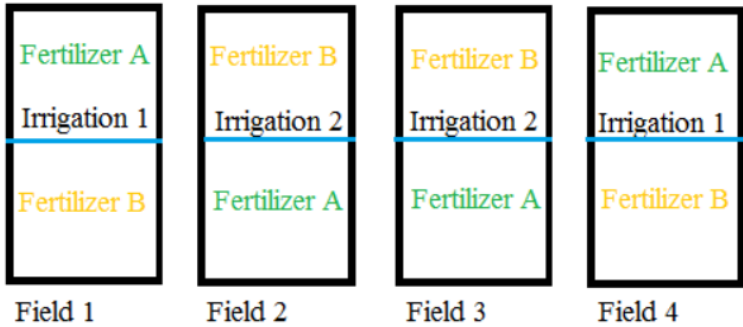 Fertilizer A
Irrigation 1
Fertilizer B
Field 1
Fertilizer B
Irrigation 2
Fertilizer A
Field 2
Fertilizer B
Irrigation 2
Fertilizer A
Field 3
Fertilizer A
Irrigation 1
Fertilizer B
Field 4